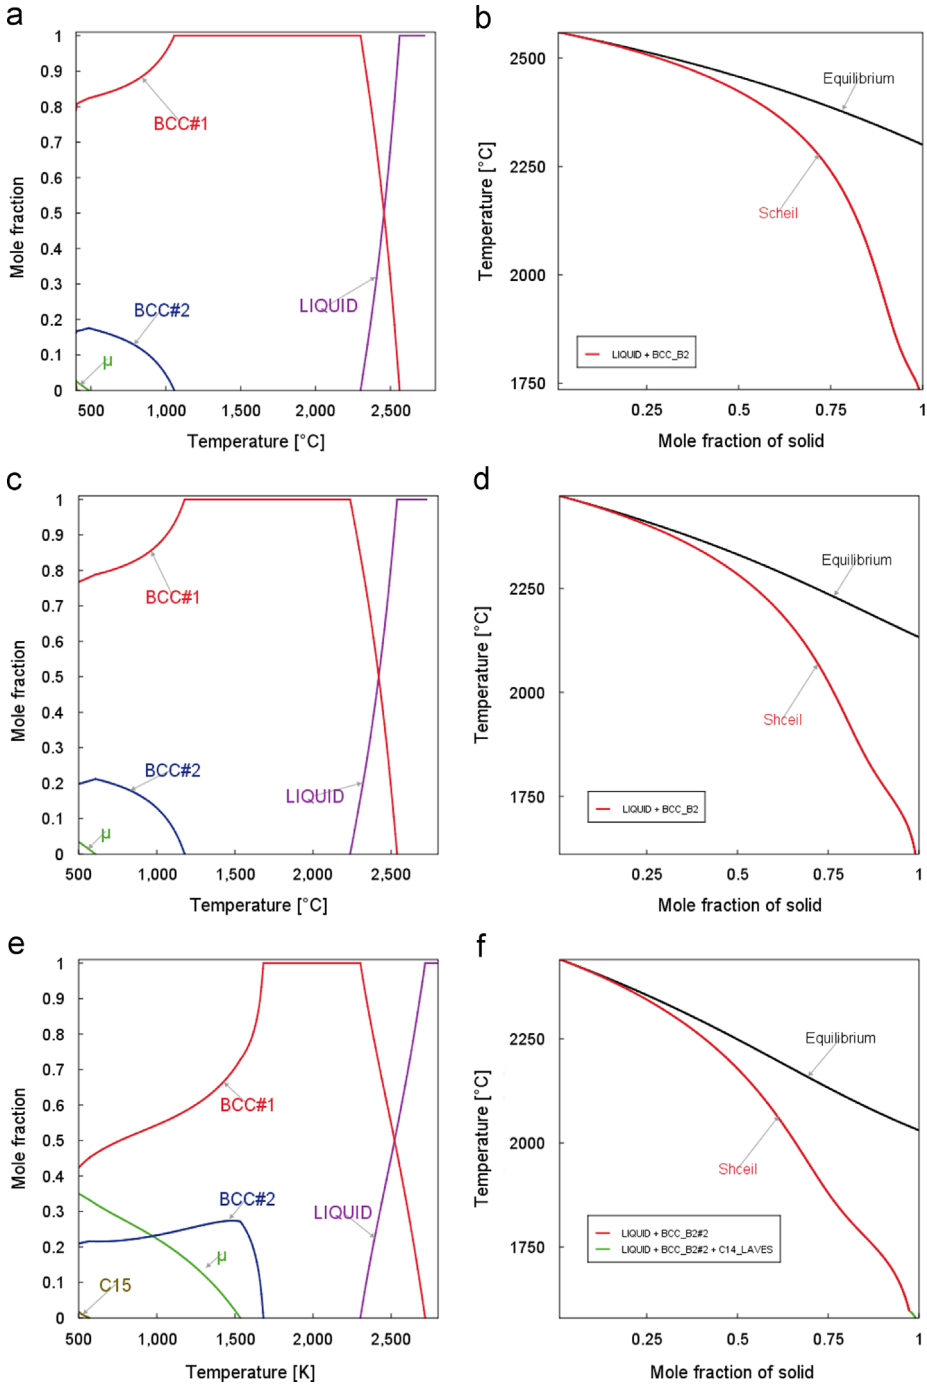 a
1
0.9
0.8
0.7
0.6
0.5
0.4
0.3
0.2
0.1
0
Mole fraction
BCC#1
BCC#2
LIQUID
µ
500
1,000
1,500
2,000
2,500
Temperature [°C]
b
2500
2250
2000
1750
Temperature [°C]
Equilibrium
Scheil
LIQUID + BCC_B2
0.25
0.5
0.75
1
Mole fraction of solid
c
1
0.9
0.8
0.7
0.6
0.5
0.4
0.3
0.2
0.1
0
Mole fraction
BCC#1
BCC#2
LIQUID
µ
500
1,000
1,500
2,000
2,500
Temperature [°C]
d
2250
2000
1750
Temperature [°C]
Equilibrium
Shceil
LIQUID + BCC_B2
0.25
0.5
0.75
1
Mole fraction of solid
e
1
0.9
0.8
0.7
0.6
0.5
0.4
0.3
0.2
0.1
0
Mole fraction
BCC#1
BCC#2
LIQUID
µ
C15
500
1,000
1,500
2,000
2,500
Temperature [K]
f
2250
2000
1750
Temperature [°C]
Equilibrium
Shceil
LIQUID + BCC_B2#2
LIQUID + BCC_B2#2 + C14_LAVES
0.25
0.5
0.75
1
Mole fraction of solid